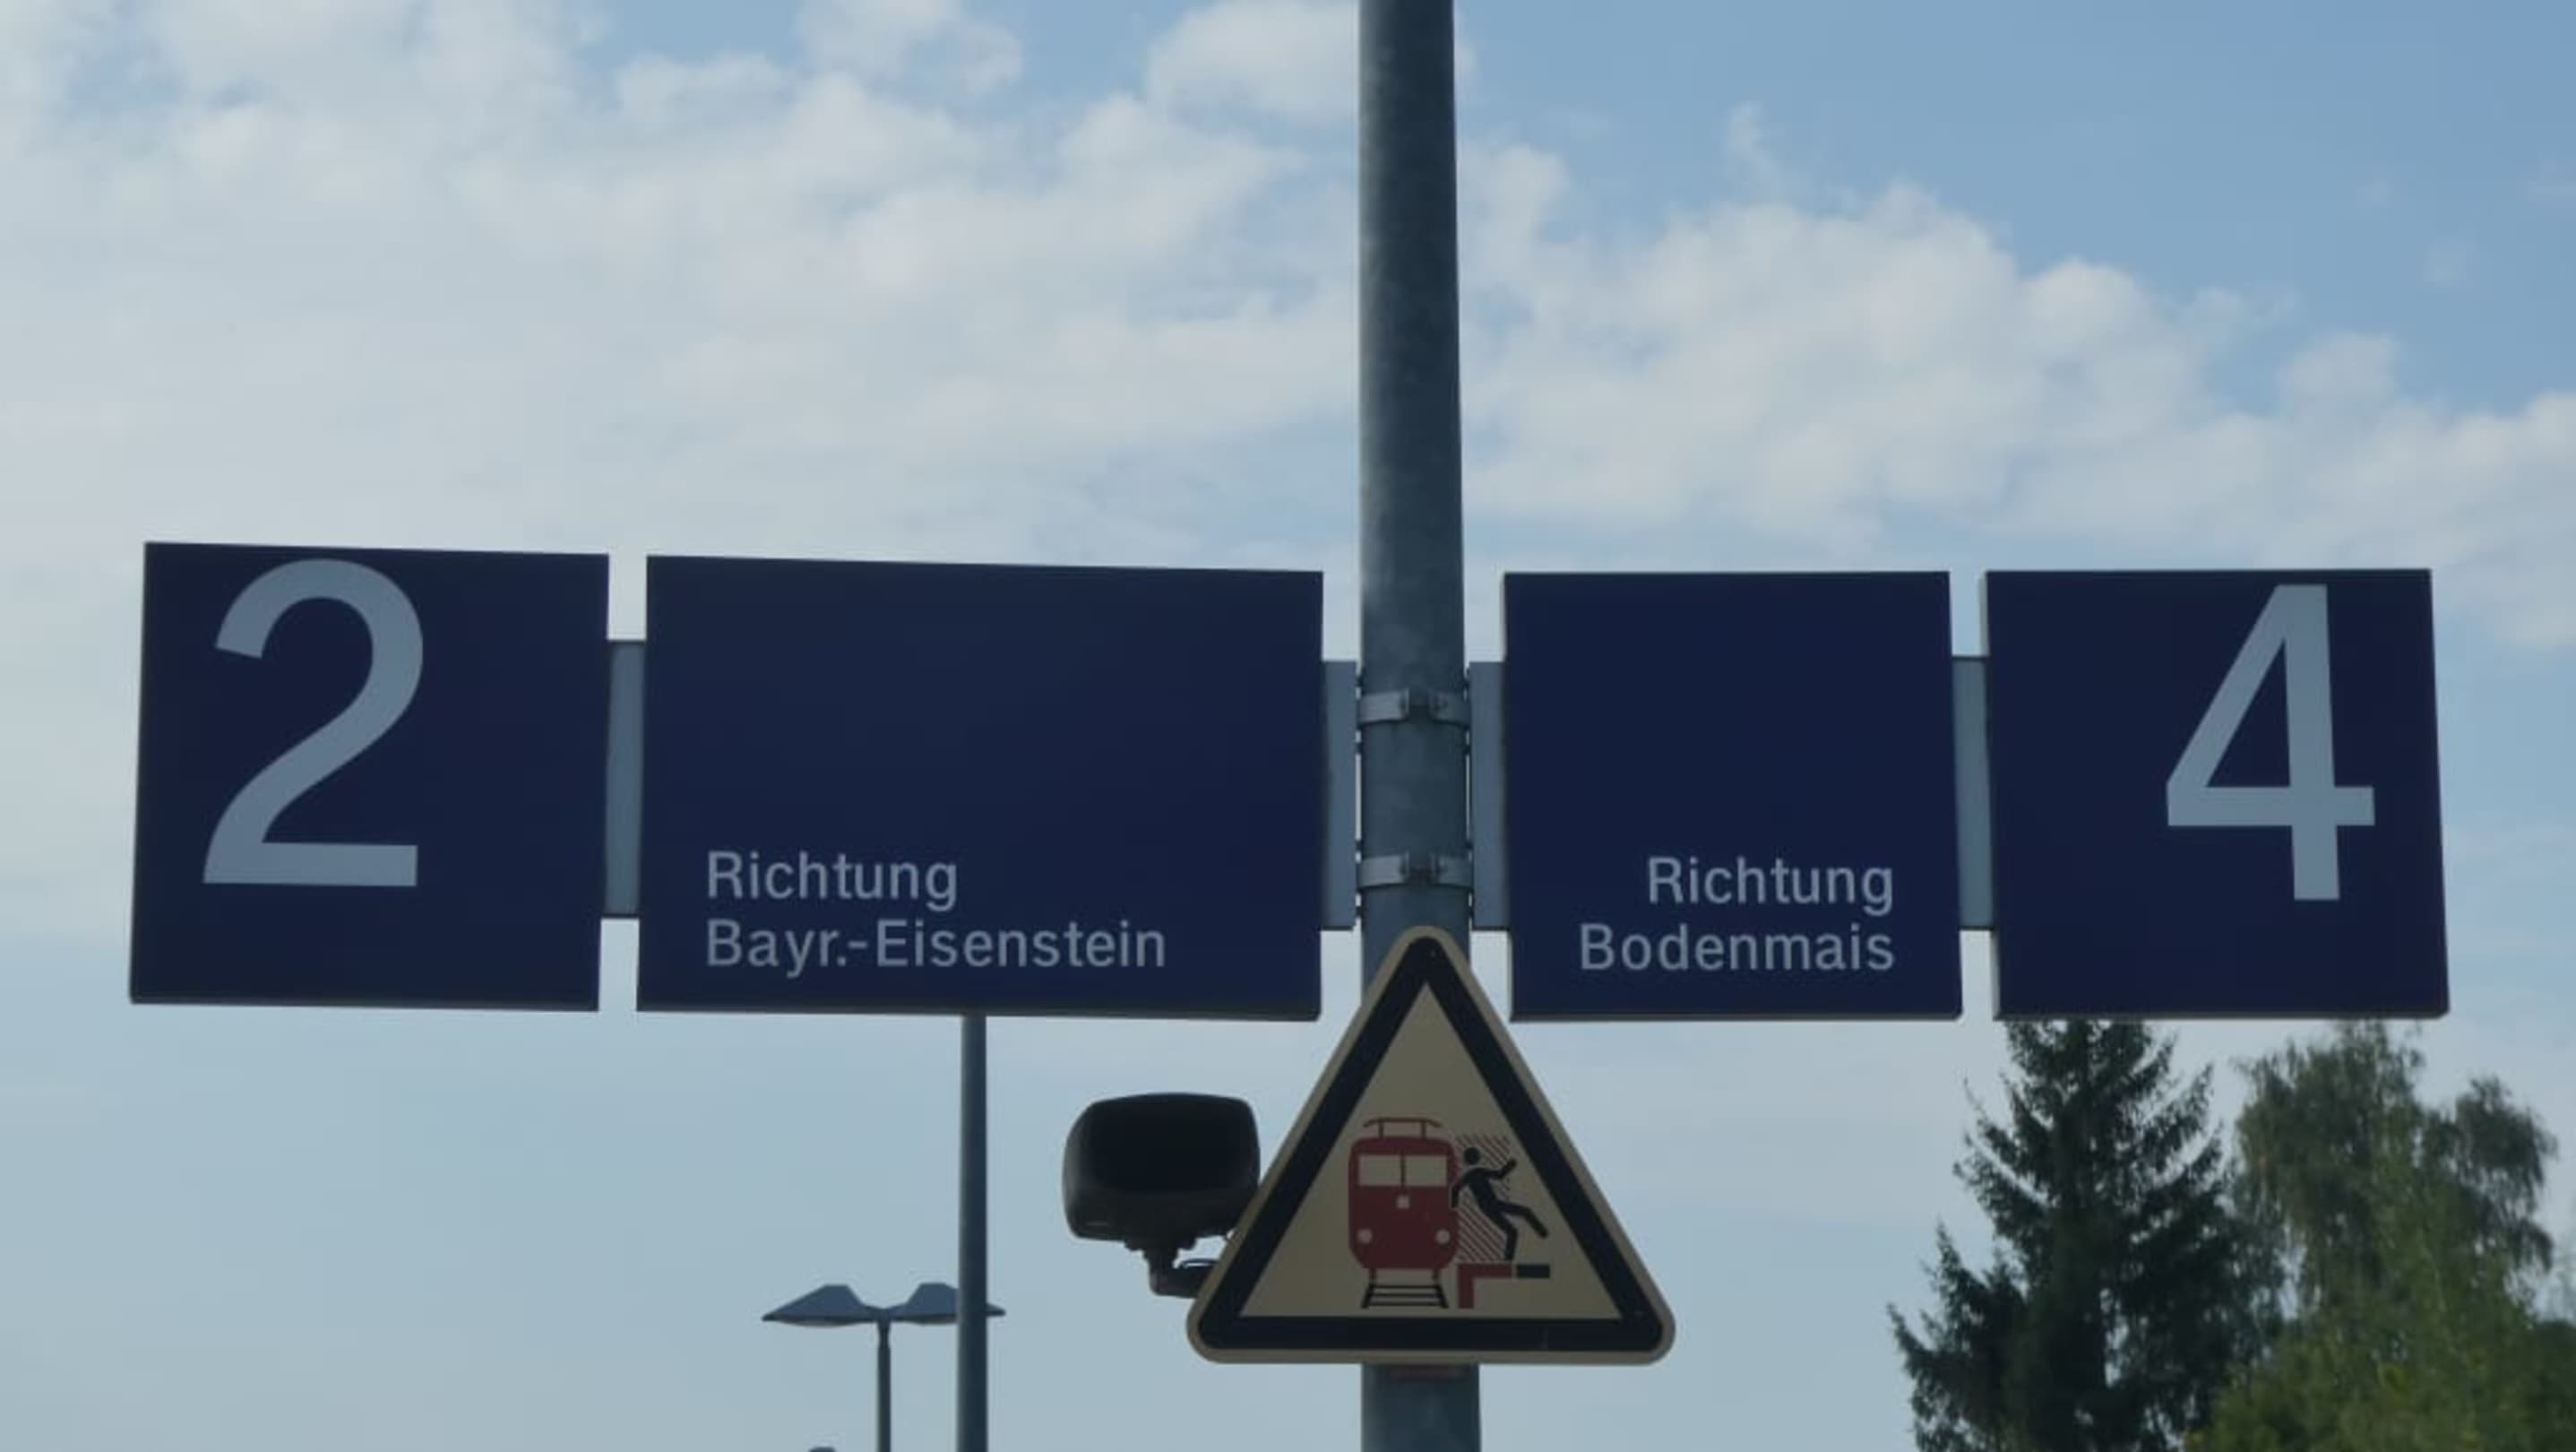 2
Richtung
Bayr.-Eisenstein
Richtung
Bodenmais
4